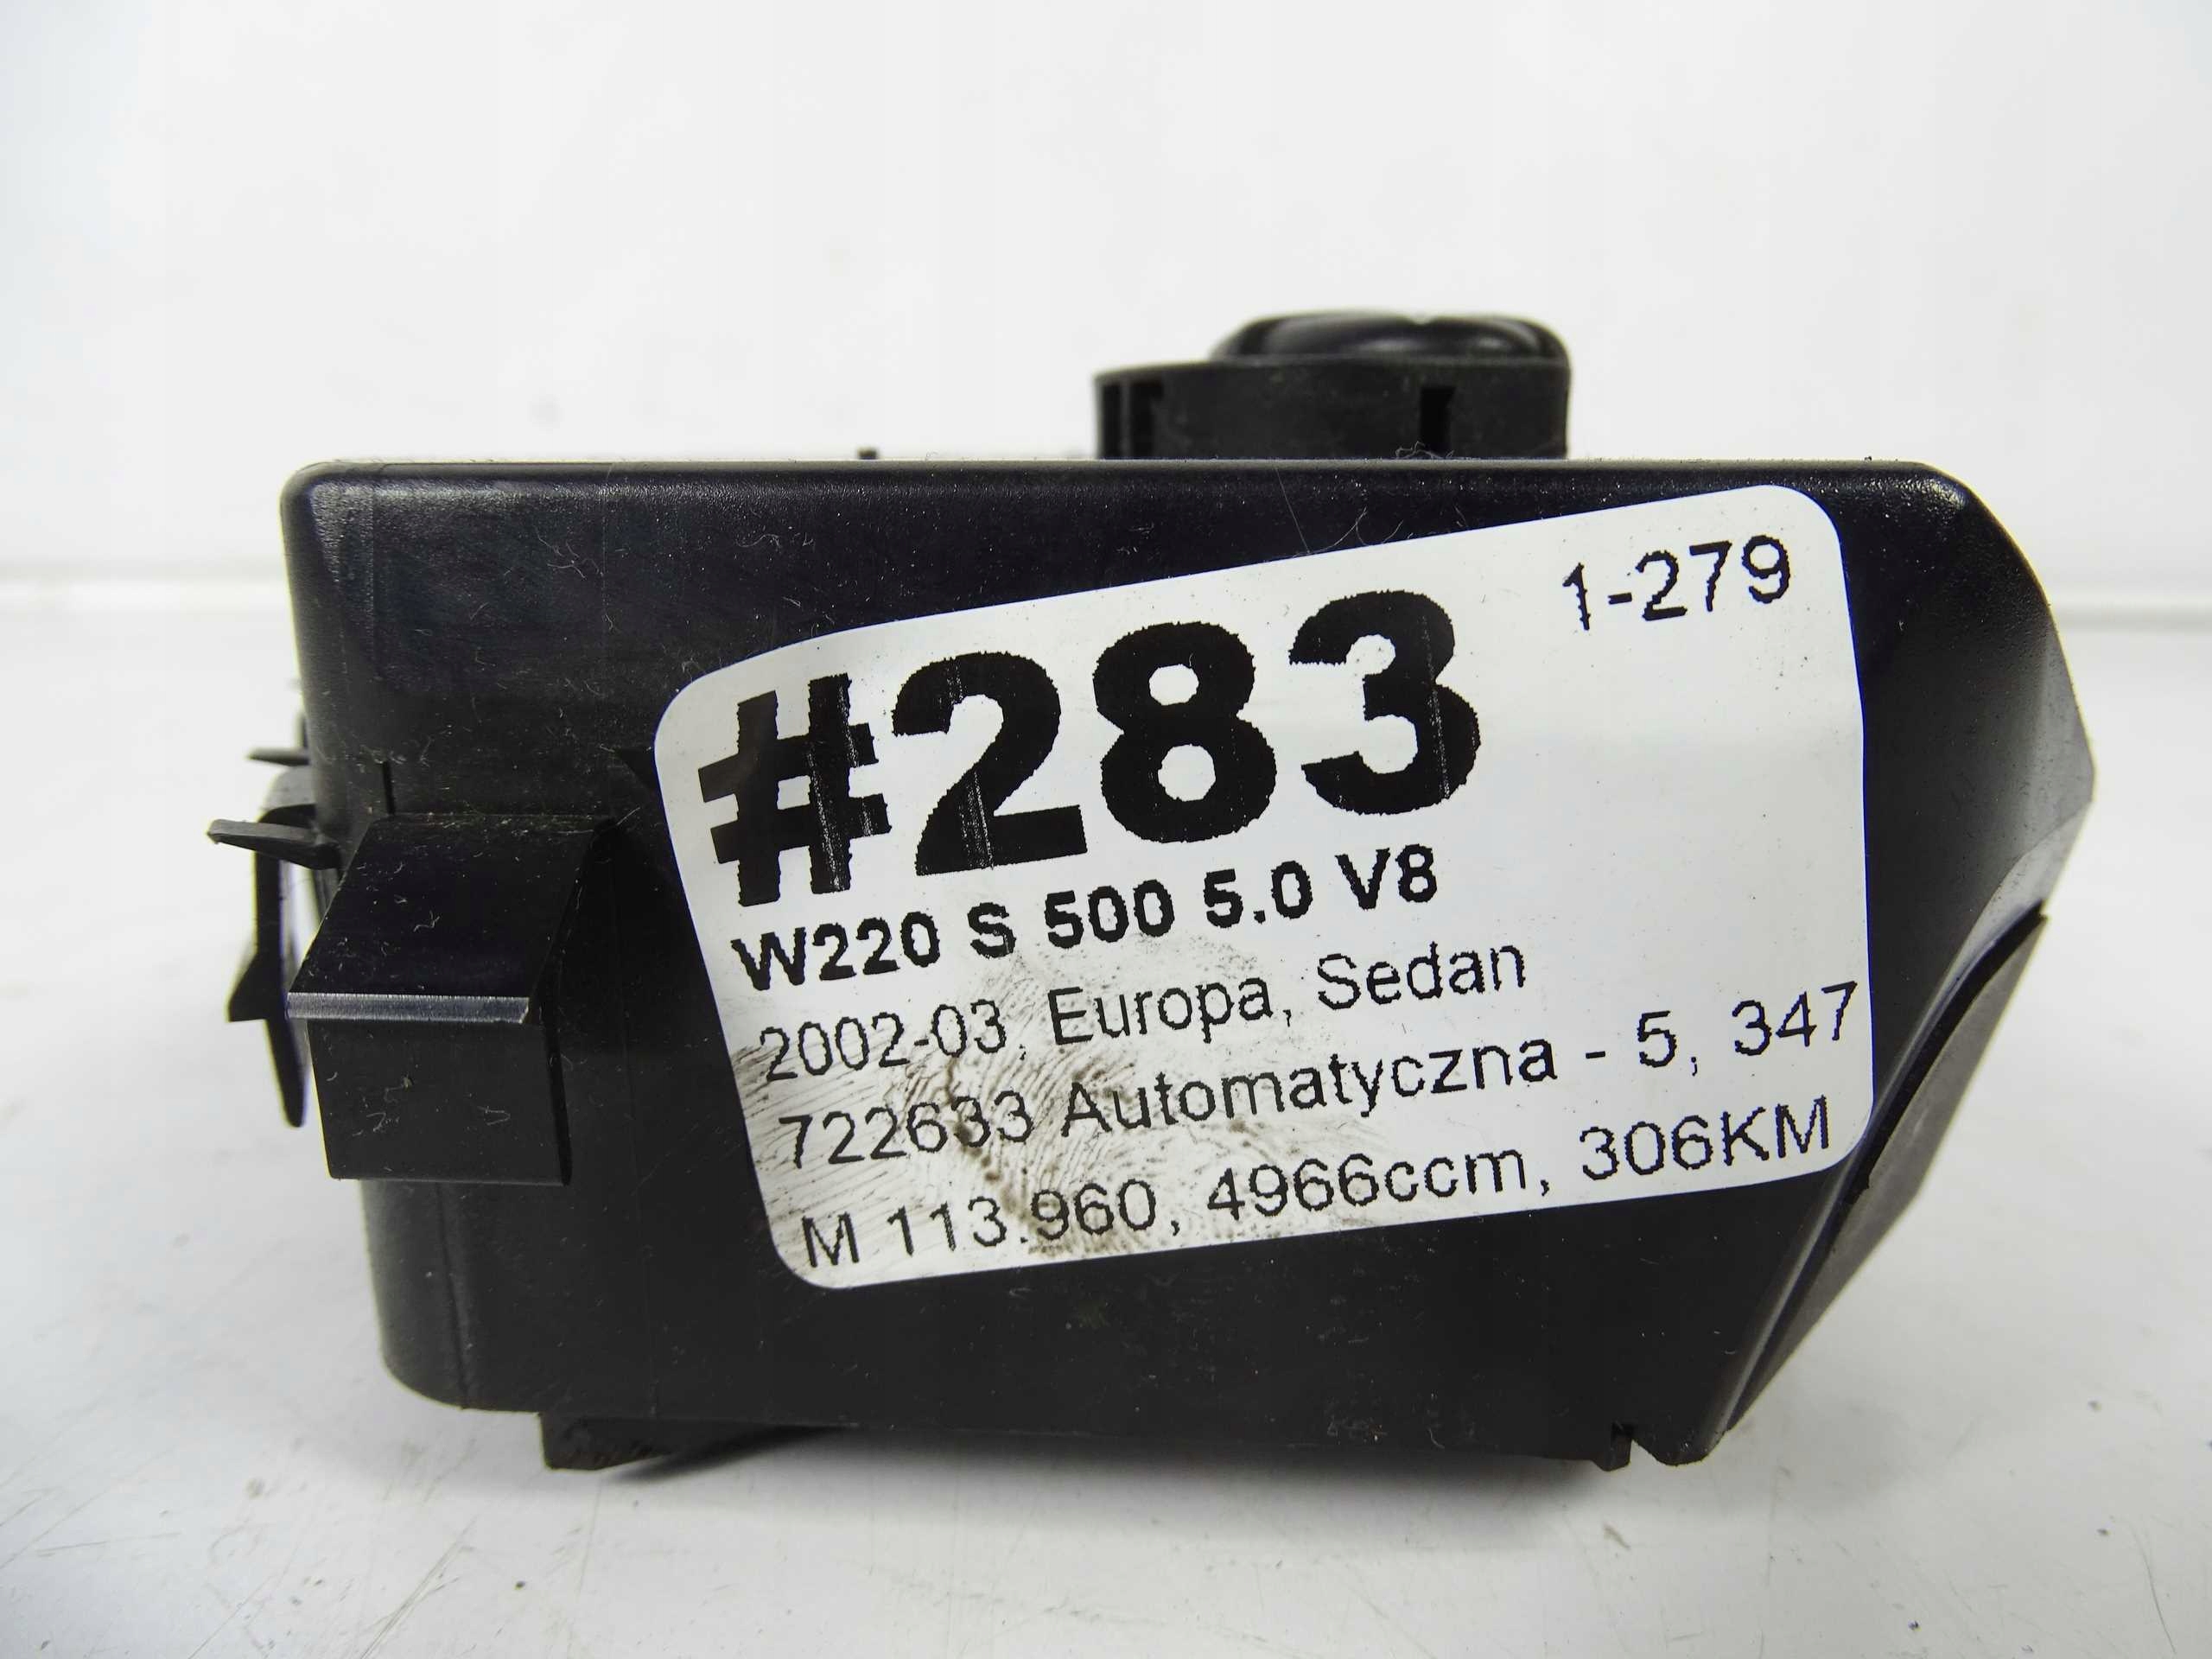 1-279
#283
W220 S 500 5.0 V8
2002-03, Europa, Sedan
722633 Automatyczna - 5, 347
M 113.960, 4966ccm, 306KM